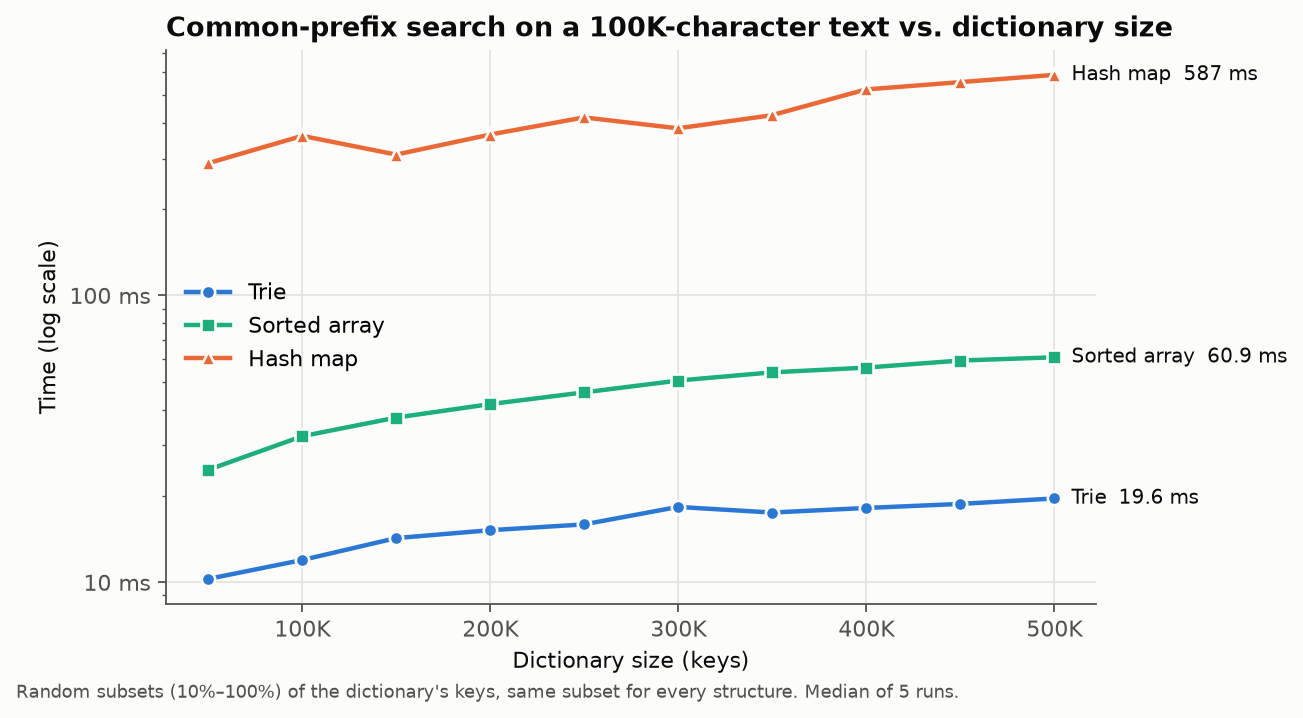 Common-prefix search on a 100K-character text vs. dictionary size
Hash map 587 ms
Time (log scale)
100 ms
10 ms
Trie
Sorted array
Hash map
Sorted array 60.9 ms
Trie 19.6 ms
100K 200K 300K 400K 500K
Dictionary size (keys)
Random subsets (10%–100%) of the dictionary's keys, same subset for every structure. Median of 5 runs.